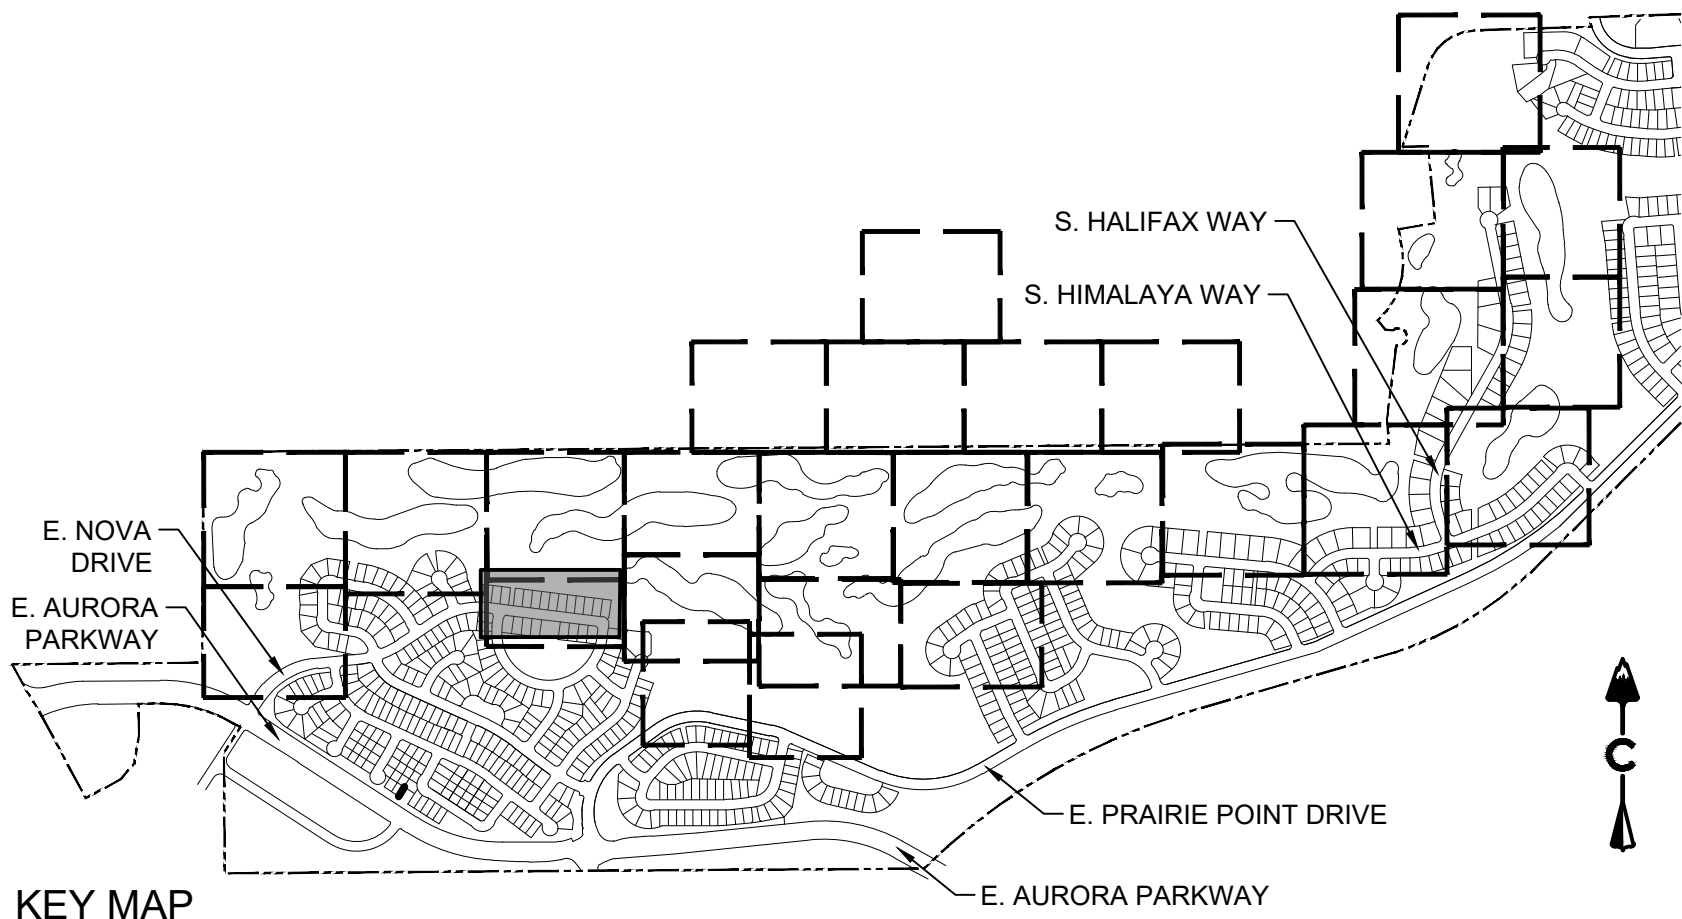 S. HALIFAX WAY
S. HIMALAYA WAY
E. NOVA
DRIVE
E. AURORA
PARKWAY
E. PRAIRIE POINT DRIVE
E. AURORA PARKWAY
C
KEY MAP